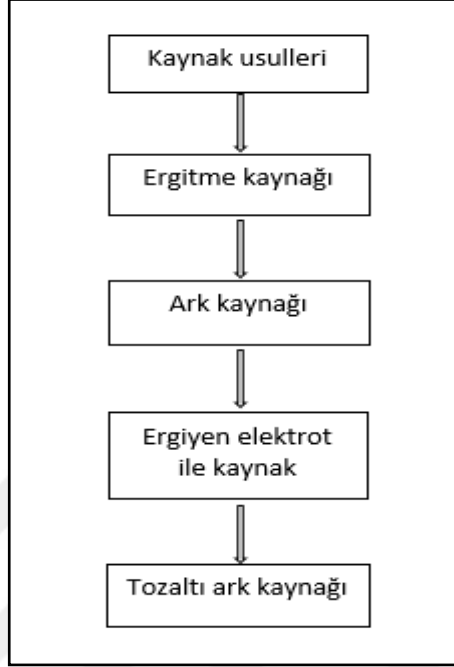 Kaynak usulleri
Ergitme kaynağı
Ark kaynağı
Ergiyen elektrot
ile kaynak
Tozaltı ark kaynağı